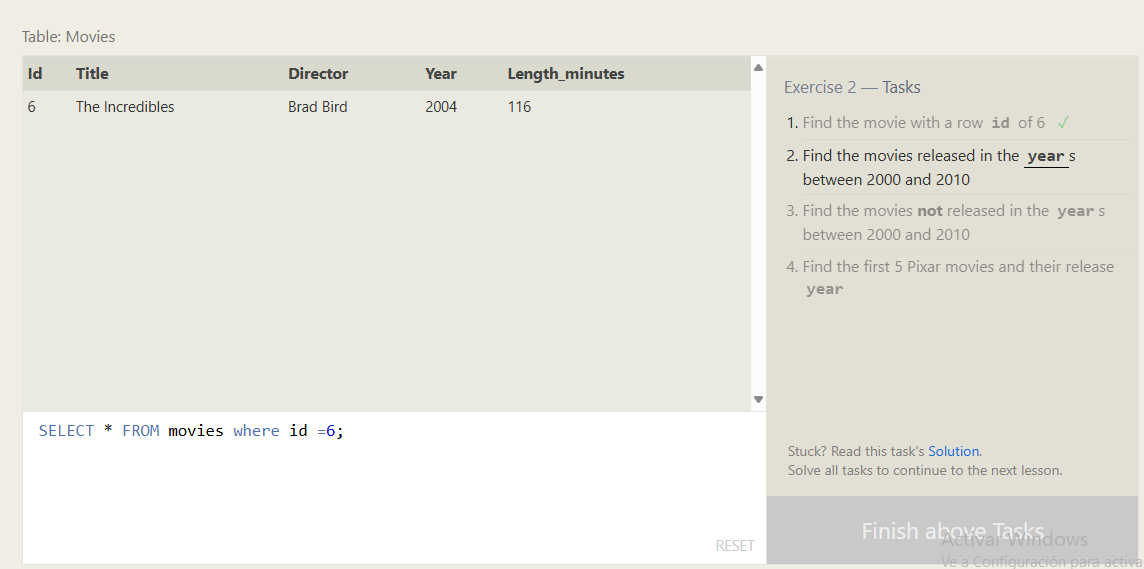 Table: Movies
Id Title Director Year Length_minutes
6 The Incredibles Brad Bird 2004 116
SELECT * FROM movies where id =6;
RESET
Exercise 2 — Tasks
1. Find the movie with a row id of 6 ✓
2. Find the movies released in the year s
between 2000 and 2010
3. Find the movies not released in the year s
between 2000 and 2010
4. Find the first 5 Pixar movies and their release
year
Stuck? Read this task's Solution.
Solve all tasks to continue to the next lesson.
Finish above Tasks
Activar Windows
Ve a Configuración para activa